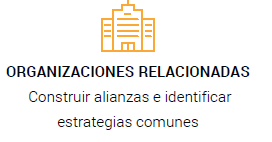 ORGANIZACIONES RELACIONADAS
Construir alianzas e identificar
estrategias comunes